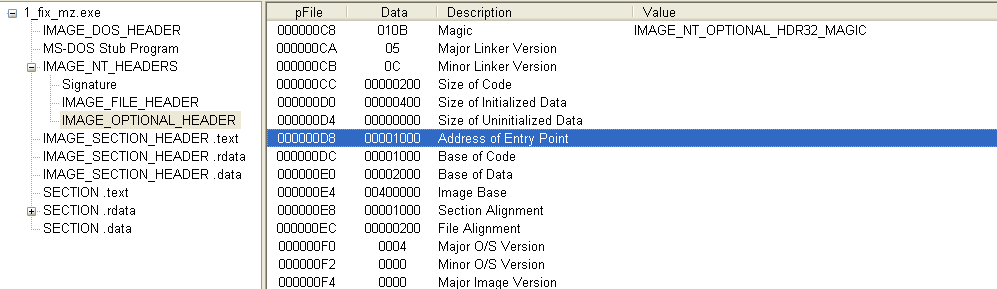 1_fix_mz.exe
IMAGE_DOS_HEADER
MS-DOS Stub Program
IMAGE_NT_HEADERS
Signature
IMAGE_FILE_HEADER
IMAGE_OPTIONAL_HEADER
IMAGE_SECTION_HEADER .text
IMAGE_SECTION_HEADER .rdata
IMAGE_SECTION_HEADER .data
SECTION .text
SECTION .rdata
SECTION .data
pFile Data Description Value
000000C8 010B Magic IMAGE_NT_OPTIONAL_HDR32_MAGIC
000000CA 05 Major Linker Version
000000CB 0C Minor Linker Version
000000CC 00000200 Size of Code
000000D0 00000400 Size of Initialized Data
000000D4 00000000 Size of Uninitialized Data
000000D8 00001000 Address of Entry Point
000000DC 00001000 Base of Code
000000E0 00002000 Base of Data
000000E4 00400000 Image Base
000000E8 00001000 Section Alignment
000000EC 00000200 File Alignment
000000F0 0004 Major O/S Version
000000F2 0000 Minor O/S Version
000000F4 0000 Major Image Version